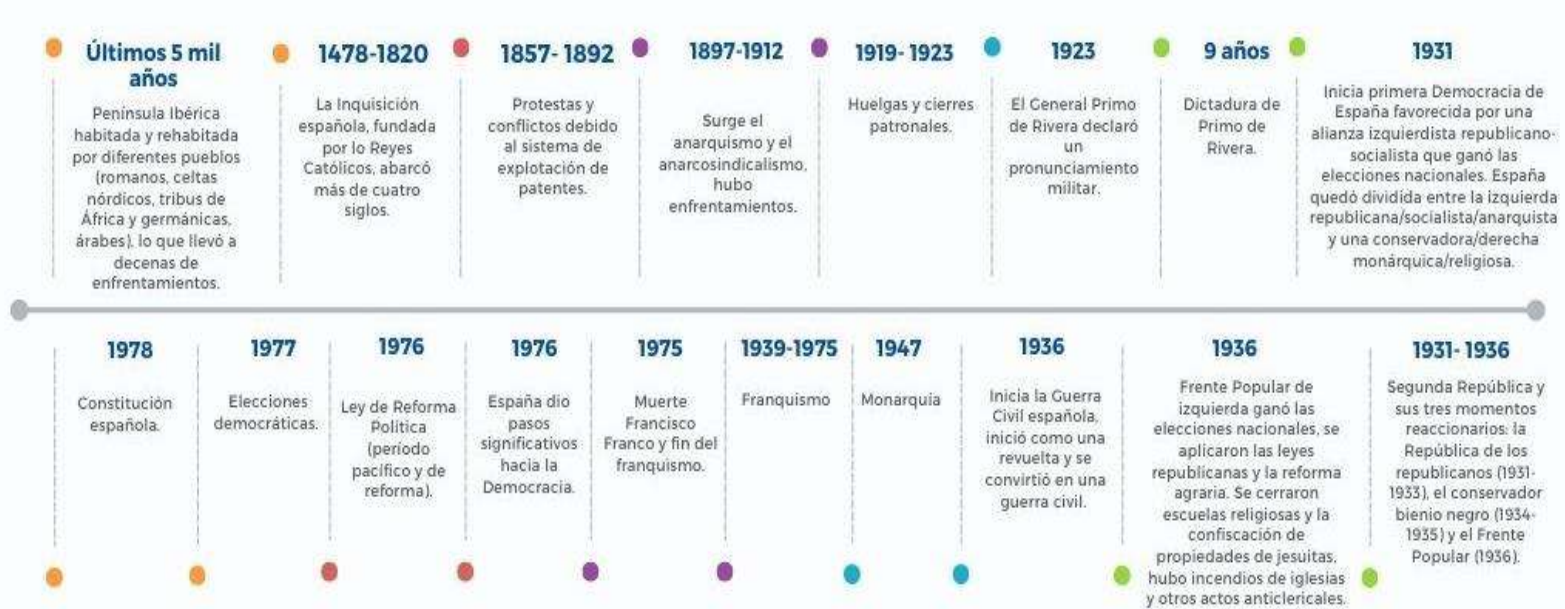 Últimos 5 mil
años
Península Ibérica
habitada y rehabitada
por diferentes pueblos
(romanos, celtas
nórdicos, tribus de
África y germánicas,
árabes), lo que llevó a
decenas de
enfrentamientos.
1478-1820
La Inquisición
española, fundada
por lo Reyes
Católicos, abarcó
más de cuatro
siglos.
1857- 1892
Protestas y
conflictos debido
al sistema de
explotación de
patentes.
1897-1912
Surge el
anarquismo y el
anarcosindicalismo,
hubo
enfrentamientos.
1919- 1923
Huelgas y cierres
patronales.
1923
El General Primo
de Rivera declaró
un
pronunciamiento
militar.
9 años
Dictadura de
Primo de
Rivera.
1931
Inicia primera Democracia de
España favorecida por una
alianza izquierdista republicano-
socialista que ganó las
elecciones nacionales. España
quedó dividida entre la izquierda
republicana/socialista/anarquista
y una conservadora/derecha
monárquica/religiosa.
1978
Constitución
española.
1977
Elecciones
democráticas.
1976
Ley de Reforma
Política
(período
pacífico y de
reforma).
1976
España dio
pasos
significativos
hacia la
Democracia.
1975
Muerte
Francisco
Franco y fin del
franquismo.
1939-1975
Franquismo
1947
Monarquía
1936
Inicia la Guerra
Civil española,
inició como una
revuelta y se
convirtió en una
guerra civil.
1936
Frente Popular de
izquierda ganó las
elecciones nacionales, se
aplicaron las leyes
republicanas y la reforma
agraria. Se cerraron
escuelas religiosas y la
confiscación de
propiedades de jesuitas,
hubo incendios de iglesias
y otros actos anticlericales.
1931- 1936
Segunda República y
sus tres momentos
reaccionarios: la
República de los
republicanos (1931-
1933), el conservador
bienio negro (1934-
1935) y el Frente
Popular (1936).